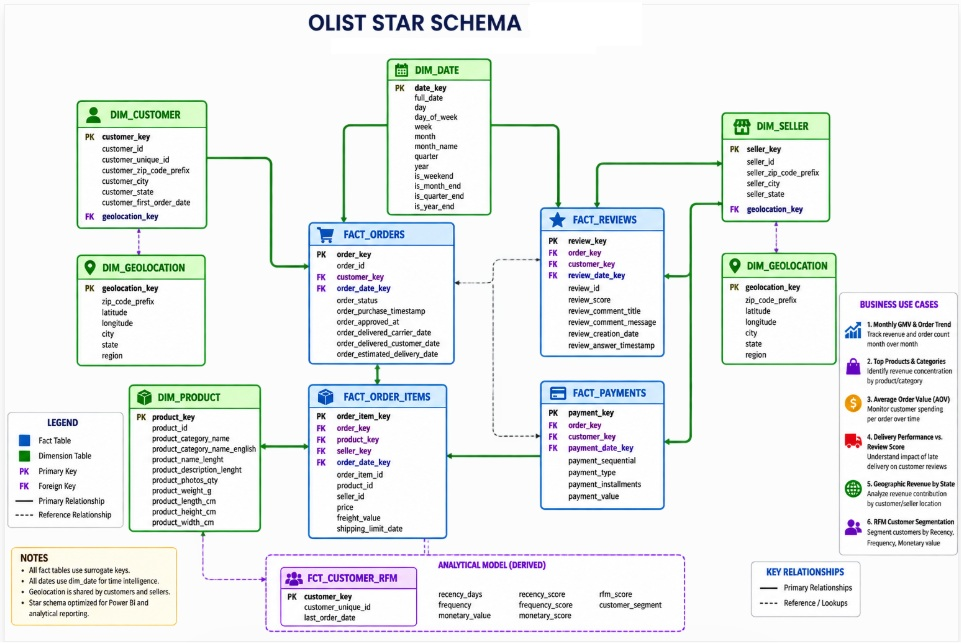 OLIST STAR SCHEMA
DIM_DATE
PK date_key
full_date
day
day_of_week
week
month
month_name
quarter
year
is_weekend
is_month_end
is_quarter_end
is_year_end
DIM_CUSTOMER
PK customer_key
customer_id
customer_unique_id
customer_zip_code_prefix
customer_city
customer_state
customer_first_order_date
FK geolocation_key
DIM_SELLER
PK seller_key
seller_id
seller_zip_code_prefix
seller_city
seller_state
FK geolocation_key
FACT_ORDERS
PK order_key
order_id
FK customer_key
FK order_date_key
order_status
order_purchase_timestamp
order_approved_at
order_delivered_carrier_date
order_delivered_customer_date
order_estimated_delivery_date
FACT_REVIEWS
PK review_key
FK order_key
FK customer_key
FK review_date_key
review_id
review_score
review_comment_title
review_comment_message
review_creation_date
review_answer_timestamp
DIM_GEOLOCATION
PK geolocation_key
zip_code_prefix
latitude
longitude
city
state
region
DIM_GEOLOCATION
PK geolocation_key
zip_code_prefix
latitude
longitude
city
state
region
BUSINESS USE CASES
1. Monthly GMV & Order Trend
Track revenue and order count
month over month
2. Top Products & Categories
Identify revenue concentration
by product/category
3. Average Order Value (AOV)
Monitor customer spending
per order over time
4. Delivery Performance vs.
Review Score
Understand impact of late
delivery on customer reviews
5. Geographic Revenue by State
Analyze revenue contribution
by customer/seller location
6. RFM Customer Segmentation
Segment customers by Recency,
Frequency, Monetary value
DIM_PRODUCT
PK product_key
product_id
product_category_name
product_category_name_english
product_name_lenght
product_description_lenght
product_photos_qty
product_weight_g
product_length_cm
product_height_cm
product_width_cm
FACT_ORDER_ITEMS
PK order_item_key
FK order_key
FK product_key
FK seller_key
FK order_date_key
order_item_id
product_id
seller_id
price
freight_value
shipping_limit_date
FACT_PAYMENTS
PK payment_key
FK order_key
FK customer_key
FK payment_date_key
payment_sequential
payment_type
payment_installments
payment_value
LEGEND
Fact Table
Dimension Table
PK Primary Key
FK Foreign Key
Primary Relationship
Reference Relationship
NOTES
• All fact tables use surrogate keys.
• All dates use dim_date for time intelligence.
• Geolocation is shared by customers and sellers.
• Star schema optimized for Power BI and
analytical reporting.
ANALYTICAL MODEL (DERIVED)
FCT_CUSTOMER_RFM
PK customer_key
customer_unique_id
last_order_date
recency_days
frequency
monetary_value
recency_score
frequency_score
monetary_score
rfm_score
customer_segment
KEY RELATIONSHIPS
Primary Relationships
Reference / Lookups